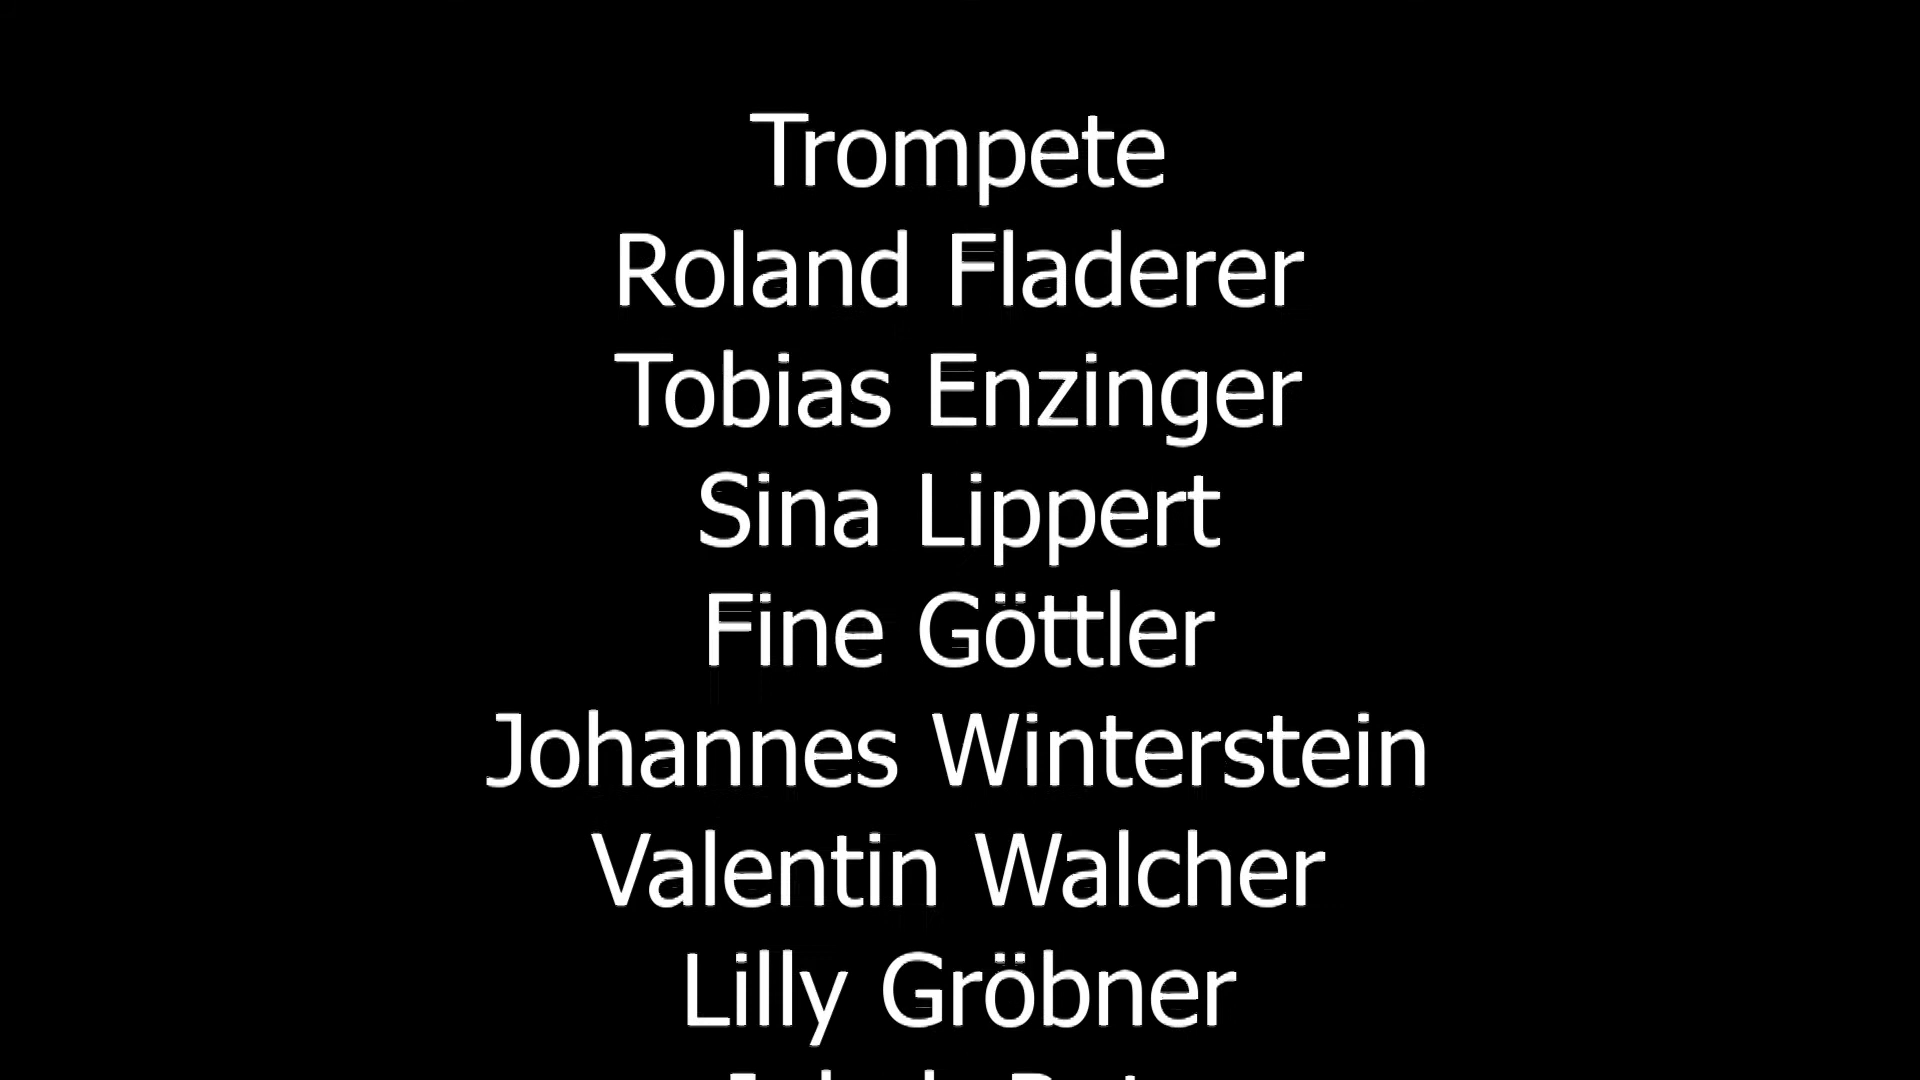 Trompete
Roland Fladerer
Tobias Enzinger
Sina Lippert
Fine Göttler
Johannes Winterstein
Valentin Walcher
Lilly Gröbner